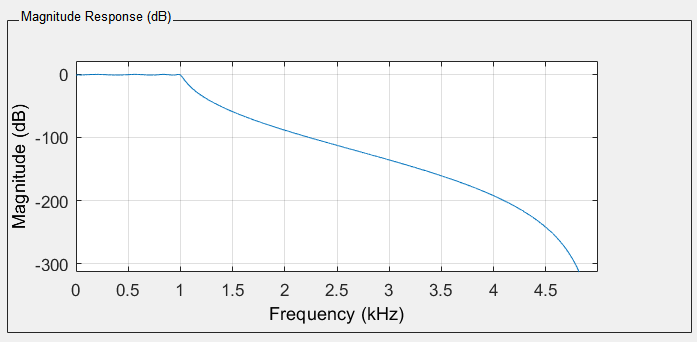 Magnitude Response (dB)
0
-100
-200
-300
Magnitude (dB)
0 0.5 1 1.5 2 2.5 3 3.5 4 4.5
Frequency (kHz)